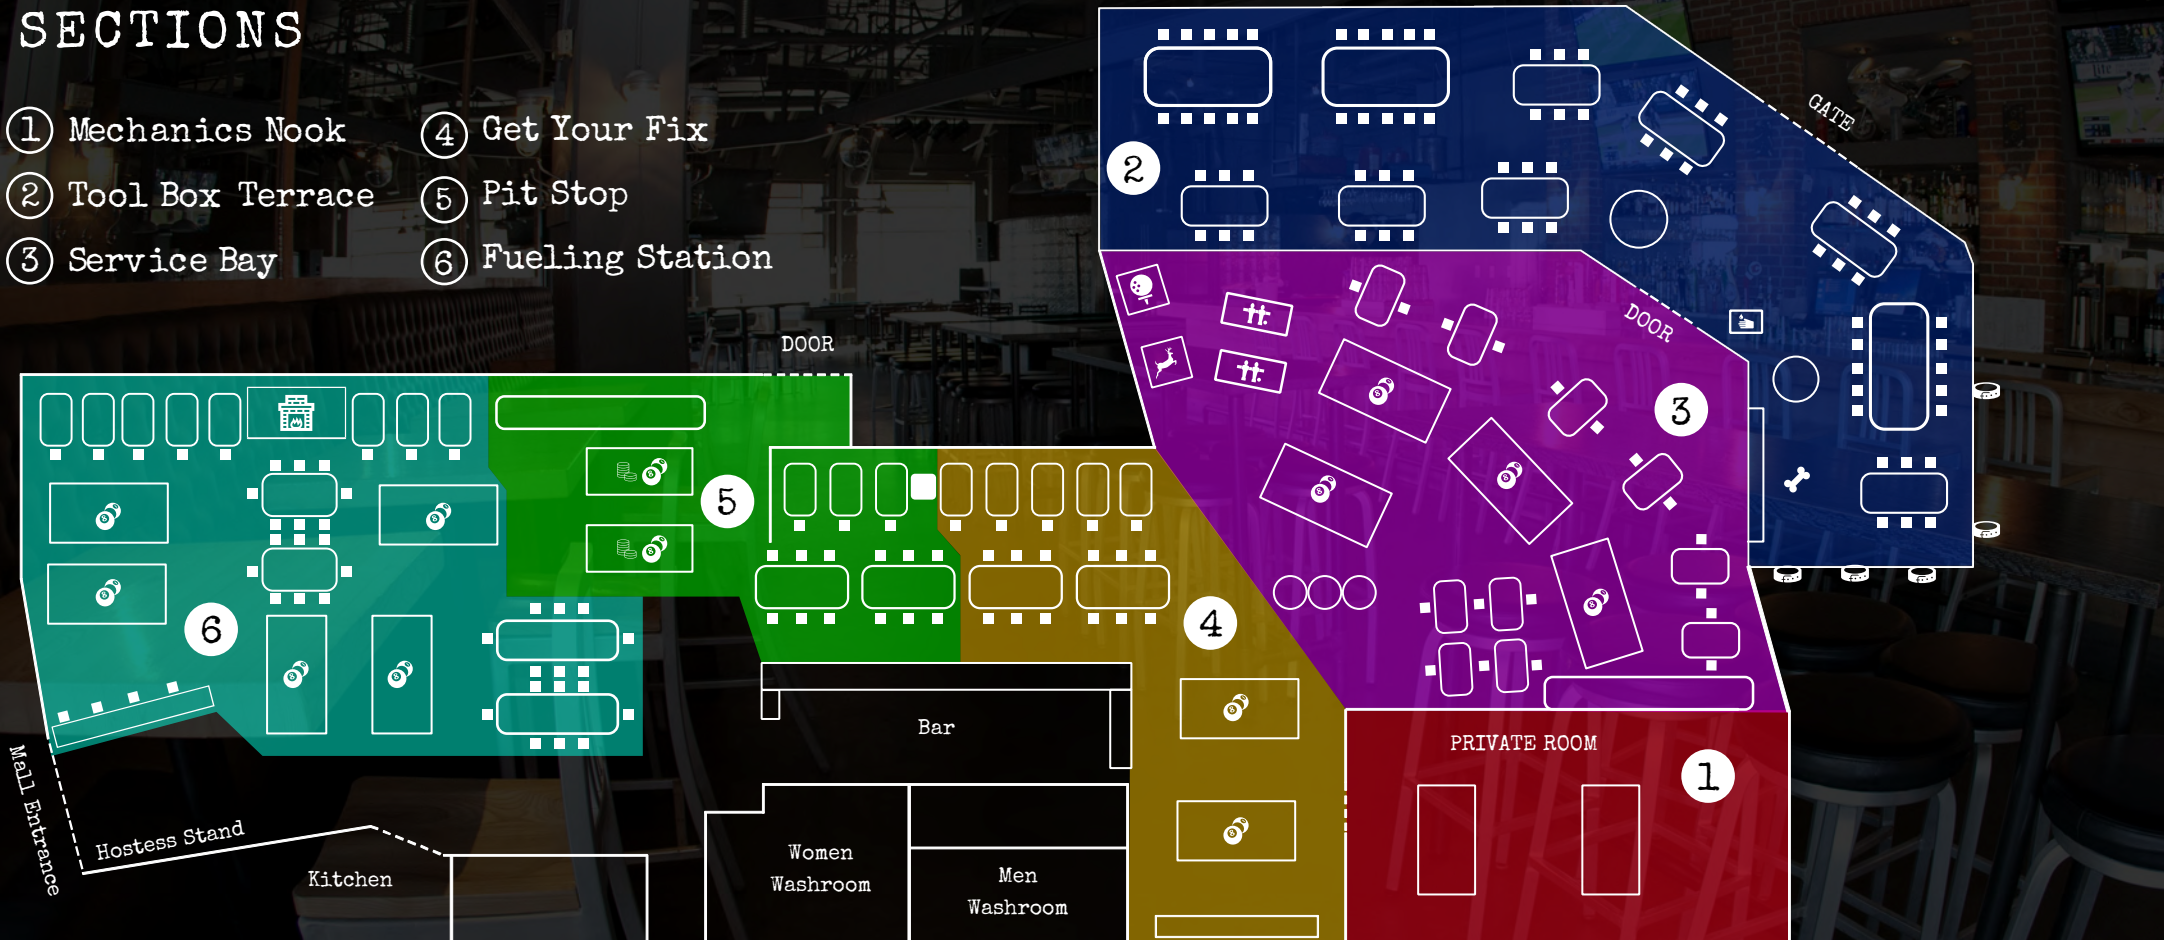 SECTIONS
1 Mechanics Nook
2 Tool Box Terrace
3 Service Bay
4 Get Your Fix
5 Pit Stop
6 Fueling Station
GATE
2
DOOR
3
DOOR
5
4
6
Bar
PRIVATE ROOM
1
Mall Entrance
Hostess Stand
Kitchen
Women
Washroom
Men
Washroom